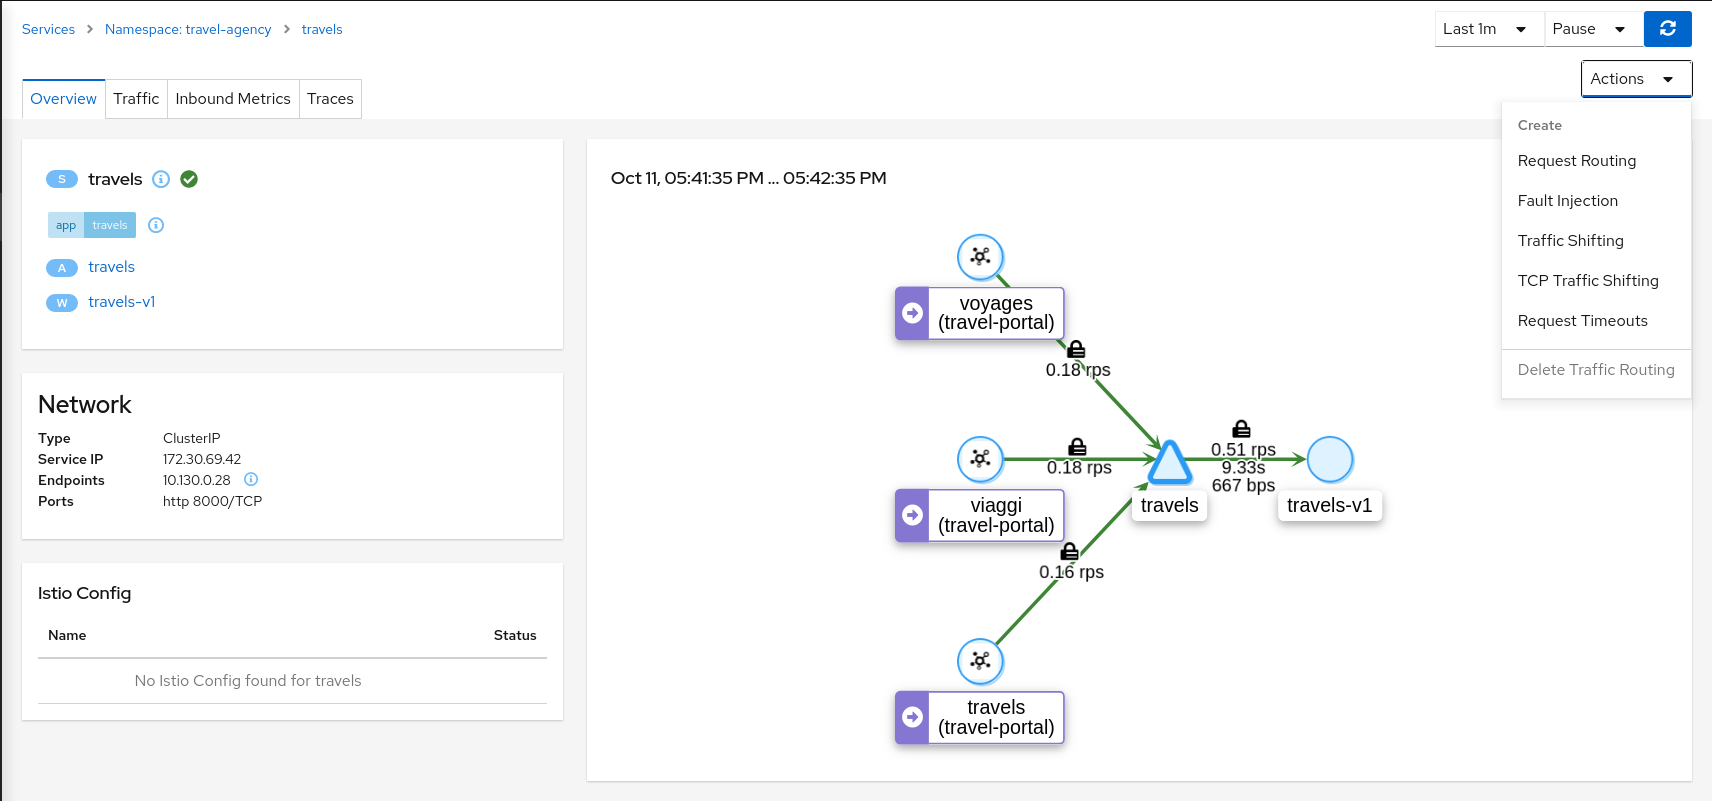 Services > Namespace: travel-agency > travels
Last 1m
Pause
Actions
Overview
Traffic
Inbound Metrics
Traces
Create
Request Routing
Fault Injection
Traffic Shifting
TCP Traffic Shifting
Request Timeouts
Delete Traffic Routing
S travels
app travels
A travels
W travels-v1
Network
Type ClusterIP
Service IP 172.30.69.42
Endpoints 10.130.0.28
Ports http 8000/TCP
Istio Config
Name Status
No Istio Config found for travels
Oct 11, 05:41:35 PM ... 05:42:35 PM
voyages
(travel-portal)
0.18 rps
0.18 rps
viaggi
(travel-portal)
0.51 rps
9.33s
667 bps
travels
travels-v1
0.16 rps
travels
(travel-portal)